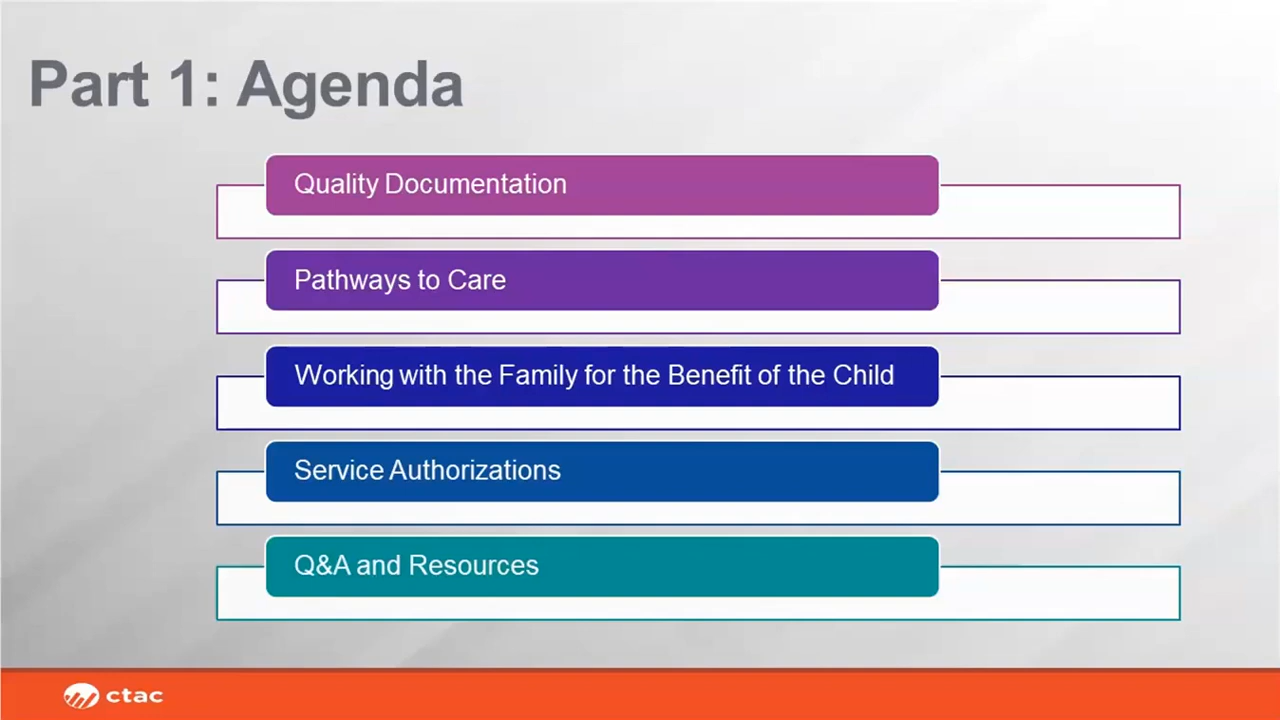 Part 1: Agenda
Quality Documentation
Pathways to Care
Working with the Family for the Benefit of the Child
Service Authorizations
Q&A and Resources
ctac